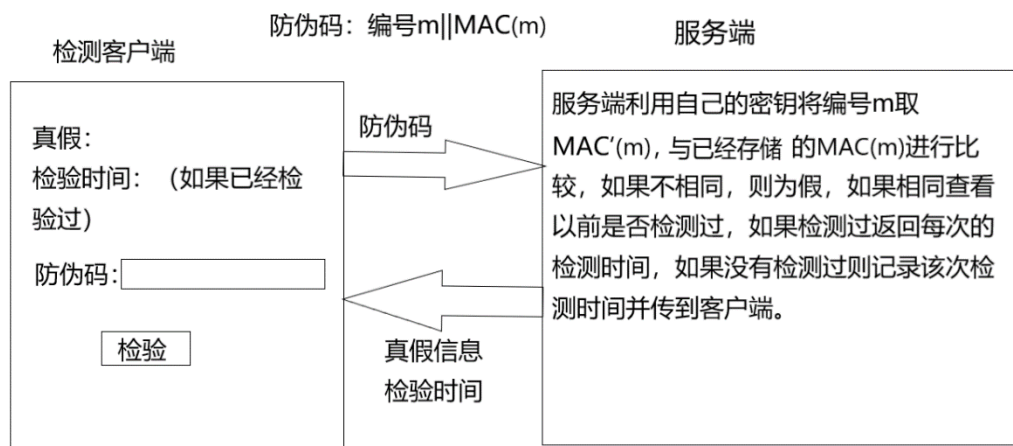 防伪码：编号m||MAC(m)
检测客户端
服务端
真假：
检验时间：（如果已经检
验过）
防伪码:
检验
防伪码
真假信息
检验时间
服务端利用自己的密钥将编号m取
MAC'(m)，与已经存储 的MAC(m)进行比
较，如果不相同，则为假，如果相同查看
以前是否检测过，如果检测过返回每次的
检测时间，如果没有检测过则记录该次检
测时间并传到客户端。